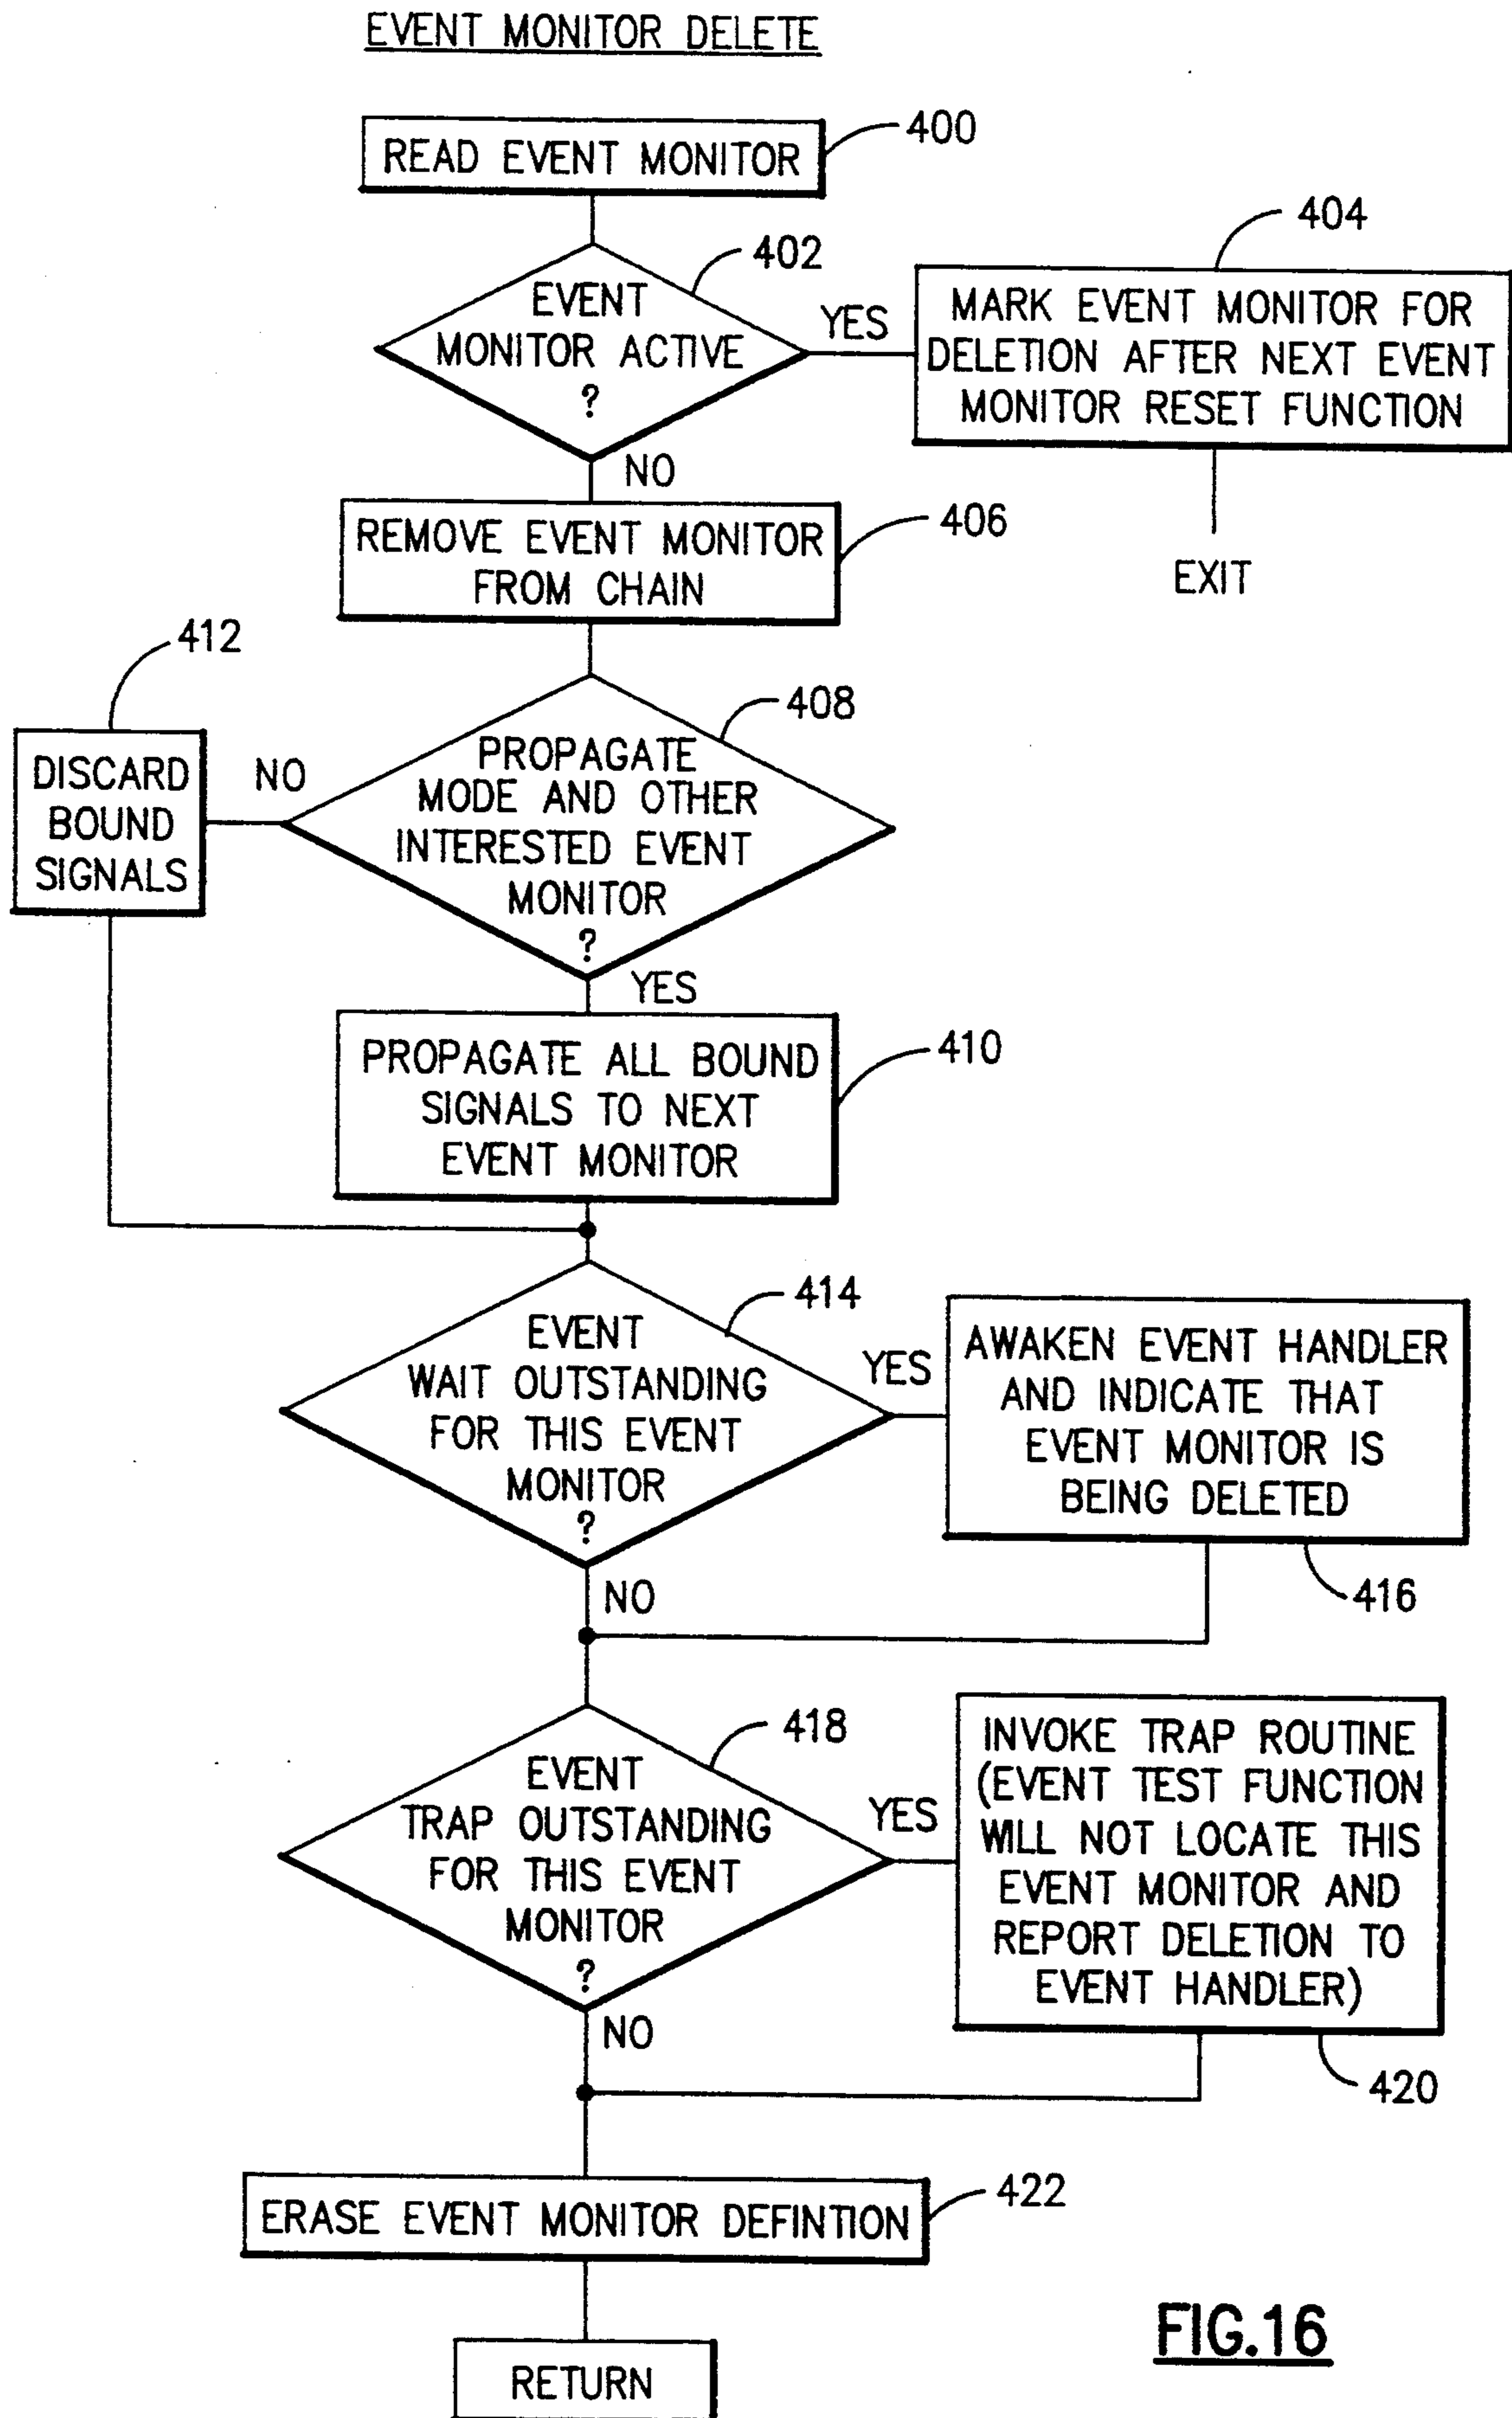 EVENT MONITOR DELETE
READ EVENT MONITOR
400
402
EVENT
MONITOR ACTIVE
?
YES
404
MARK EVENT MONITOR FOR
DELETION AFTER NEXT EVENT
MONITOR RESET FUNCTION
EXIT
NO
REMOVE EVENT MONITOR
FROM CHAIN
406
412
DISCARD
BOUND
SIGNALS
NO
408
PROPAGATE
MODE AND OTHER
INTERESTED EVENT
MONITOR
?
YES
PROPAGATE ALL BOUND
SIGNALS TO NEXT
EVENT MONITOR
410
414
EVENT
WAIT OUTSTANDING
FOR THIS EVENT
MONITOR
?
YES
AWAKEN EVENT HANDLER
AND INDICATE THAT
EVENT MONITOR IS
BEING DELETED
416
NO
418
EVENT
TRAP OUTSTANDING
FOR THIS EVENT
MONITOR
?
YES
INVOKE TRAP ROUTINE
(EVENT TEST FUNCTION
WILL NOT LOCATE THIS
EVENT MONITOR AND
REPORT DELETION TO
EVENT HANDLER)
420
NO
ERASE EVENT MONITOR DEFINTION
422
RETURN
FIG.16